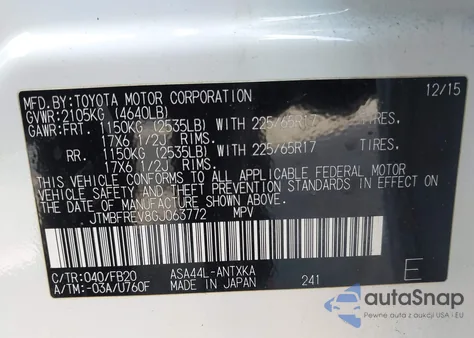 MFD.BY:TOYOTA MOTOR CORPORATION 12/15
GVWR:2105KG (4640LB)
GAWR:FRT. 1150KG (2535LB) WITH 225/65R17 TIRES,
17X6 1/2J RIMS.
RR. 1150KG (2535LB) WITH 225/65R17 TIRES,
17X6 1/2J RIMS.
THIS VEHICLE CONFORMS TO ALL APPLICABLE FEDERAL MOTOR
VEHICLE SAFETY AND THEFT PREVENTION STANDARDS IN EFFECT ON
THE DATE OF MANUFACTURE SHOWN ABOVE.
JTMBFREV8GJ063772 MPV
C/TR:040/FB20 ASA44L-ANTXKA E
A/TM:-03A/U760F MADE IN JAPAN 241
autoSnap
Pewne auta z aukcji USA i EU